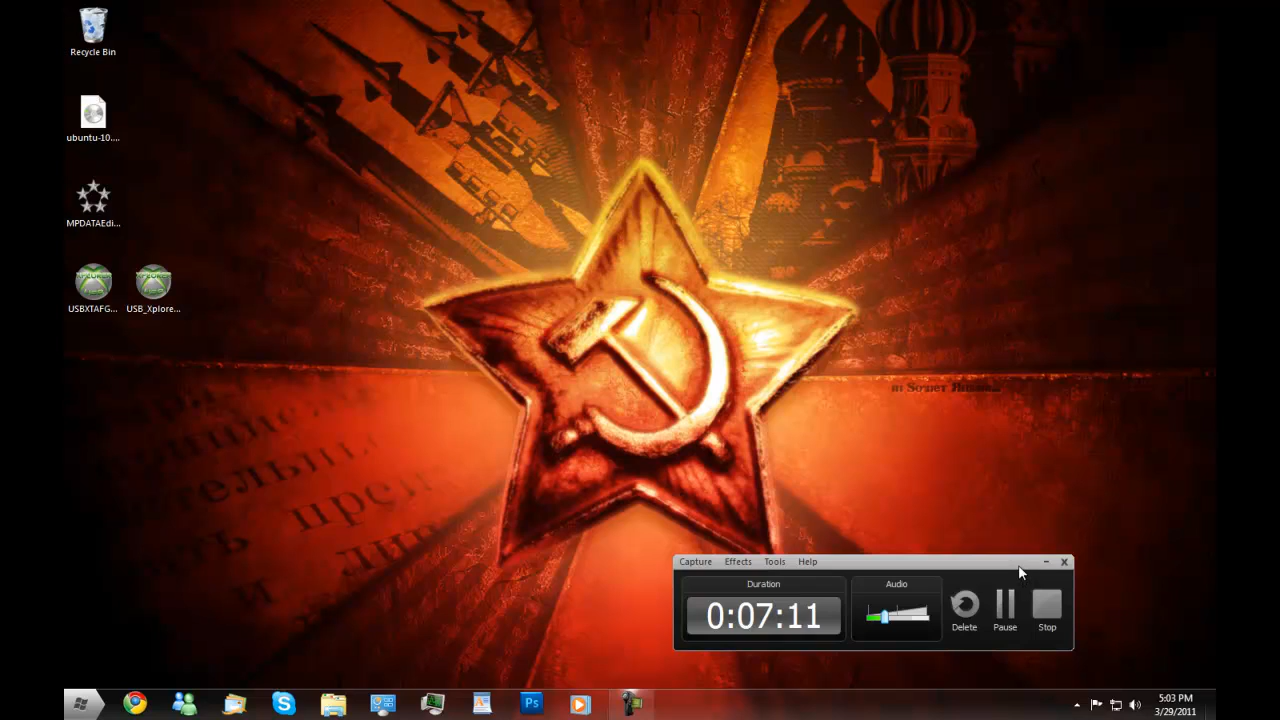 Recycle Bin
ubuntu-10....
MPDATAEdi...
USBXTAFG...
USB_Xplore...
Capture Effects Tools Help
Duration
Audio
0:07:11
Delete
Pause
Stop
Ps
5:03 PM
3/29/2011